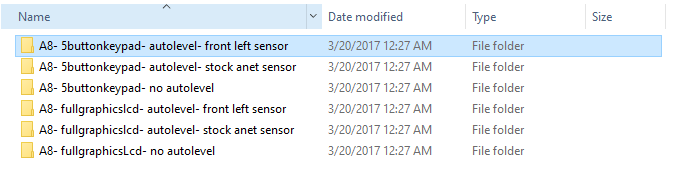 Name Date modified Type Size
A8- 5buttonkeypad- autolevel- front left sensor 3/20/2017 12:27 AM File folder
A8- 5buttonkeypad- autolevel- stock anet sensor 3/20/2017 12:27 AM File folder
A8- 5buttonkeypad- no autolevel 3/20/2017 12:27 AM File folder
A8- fullgraphicslcd- autolevel- front left sensor 3/20/2017 12:27 AM File folder
A8- fullgraphicslcd- autolevel- stock anet sensor 3/20/2017 12:27 AM File folder
A8- fullgraphicsLcd- no autolevel 3/20/2017 12:27 AM File folder